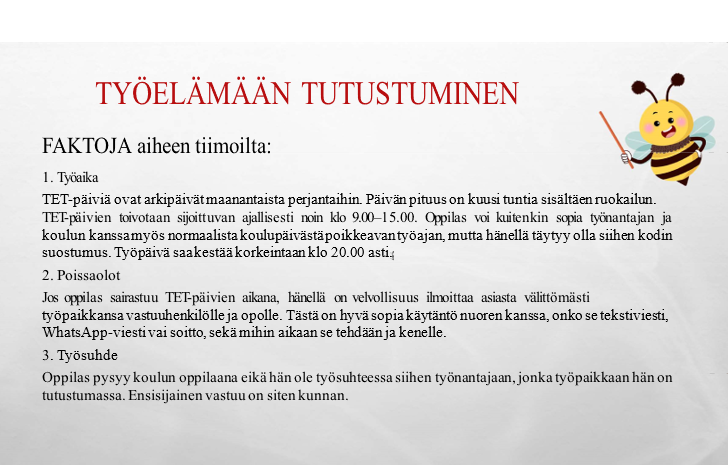 TYÖELÄMÄÄN TUTUSTUMINEN
FAKTOJA aiheen tiimoilta:
1. Työaika
TET-päiviä ovat arkipäivät maanantaista perjantaihin. Päivän pituus on kuusi tuntia sisältäen ruokailun.
TET-päivien toivotaan sijoittuvan ajallisesti noin klo 9.00–15.00. Oppilas voi kuitenkin sopia työnantajan ja
koulun kanssa myös normaalista koulupäivästä poikkeavan työajan, mutta hänellä täytyy olla siihen kodin
suostumus. Työpäivä saa kestää korkeintaan klo 20.00 asti.
2. Poissaolot
Jos oppilas sairastuu TET-päivien aikana, hänellä on velvollisuus ilmoittaa asiasta välittömästi
työpaikkansa vastuuhenkilölle ja opolle. Tästä on hyvä sopia käytäntö nuoren kanssa, onko se tekstiviesti,
WhatsApp-viesti vai soitto, sekä mihin aikaan se tehdään ja kenelle.
3. Työsuhde
Oppilas pysyy koulun oppilaana eikä hän ole työsuhteessa siihen työnantajaan, jonka työpaikkaan hän on
tutustumassa. Ensisijainen vastuu on siten kunnan.